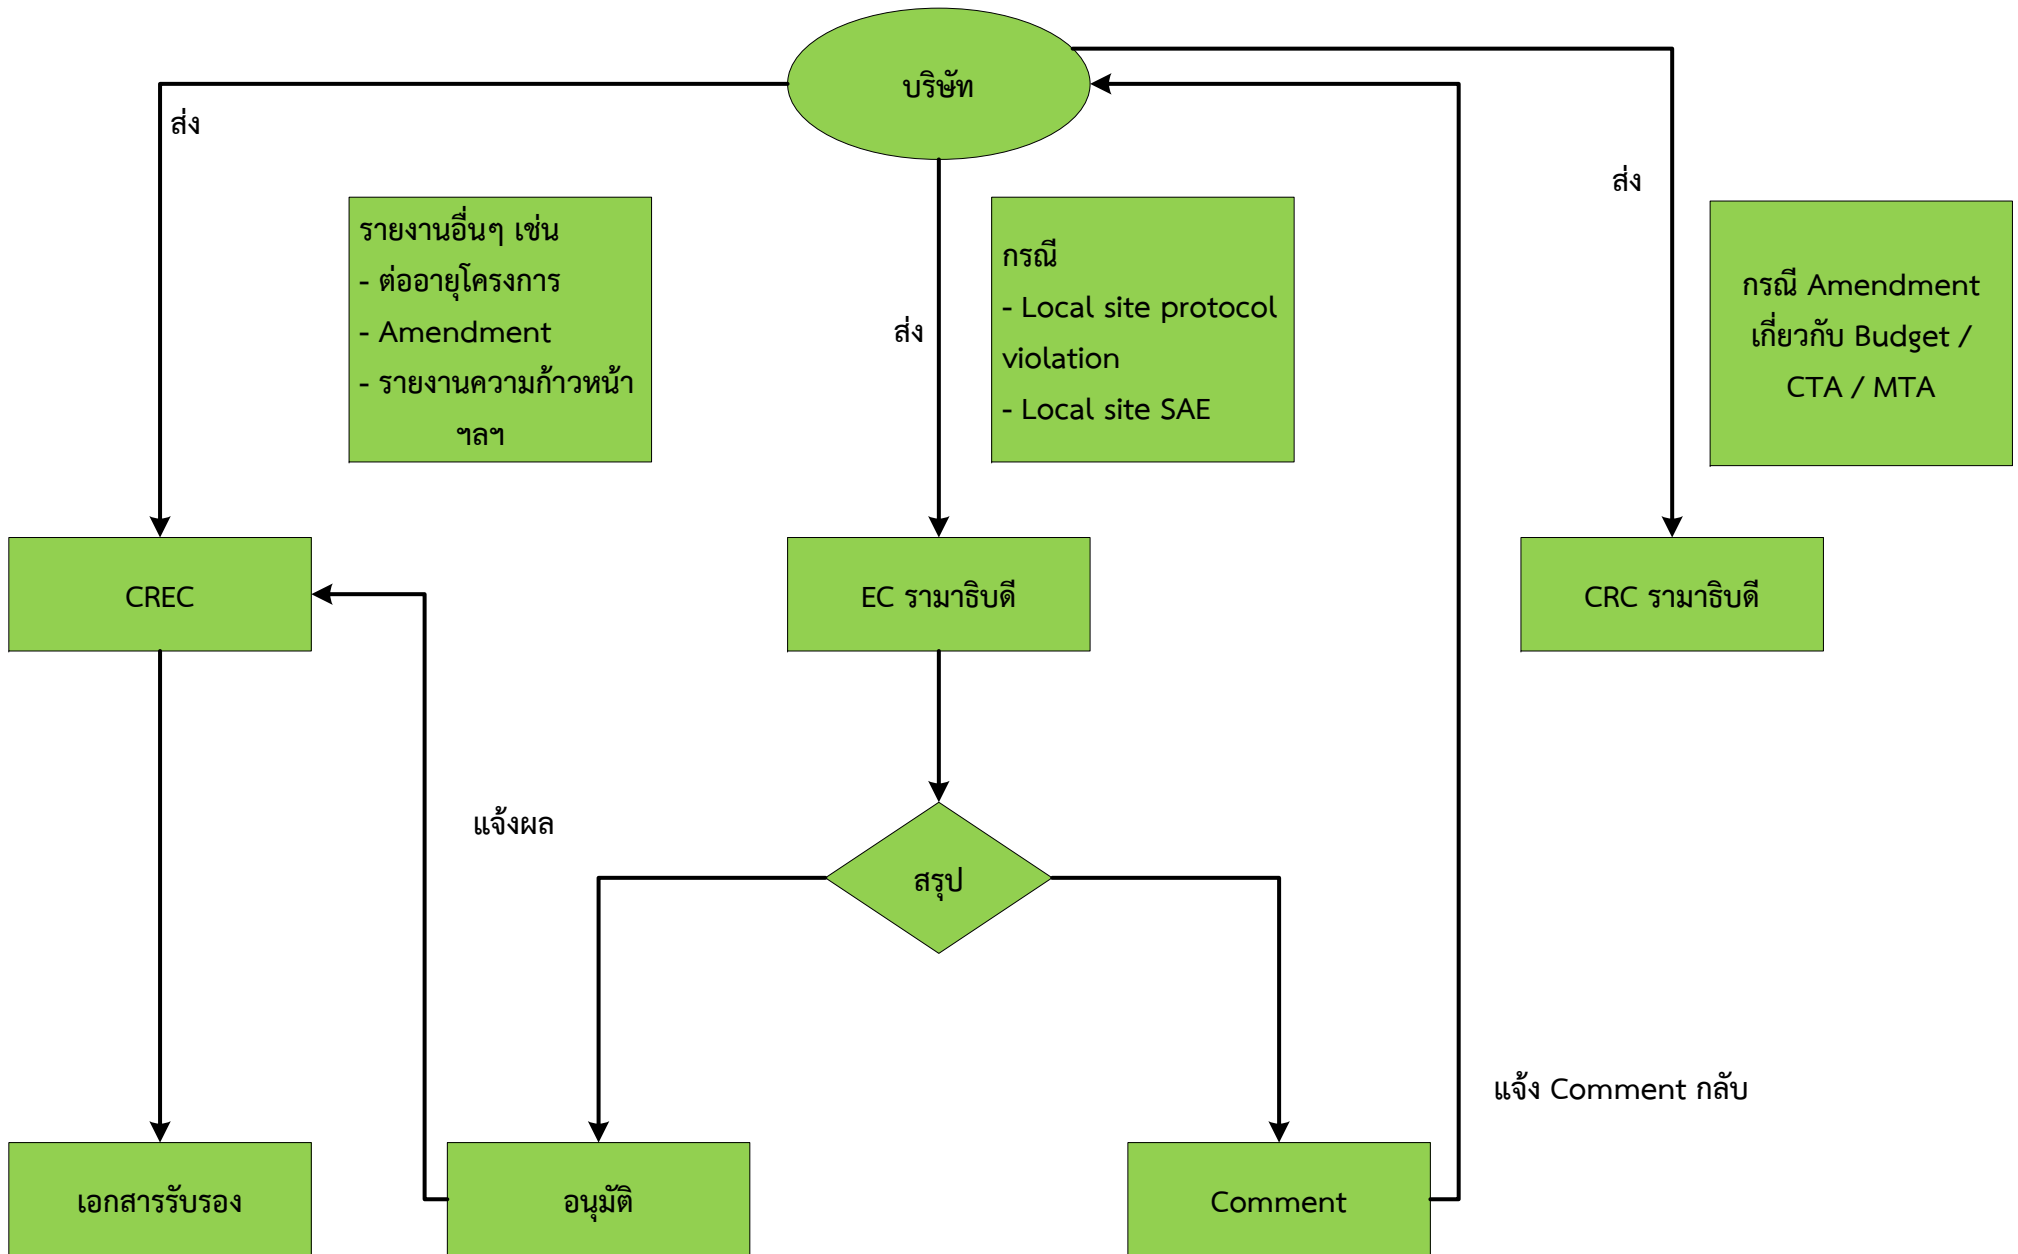 บริษัท
ส่ง
ส่ง
รายงานอื่นๆ เช่น
- ต่ออายุโครงการ
- Amendment
- รายงานความก้าวหน้า
ฯลฯ
ส่ง
กรณี
- Local site protocol
violation
- Local site SAE
กรณี Amendment
เกี่ยวกับ Budget /
CTA / MTA
CREC
EC รามาธิบดี
CRC รามาธิบดี
แจ้งผล
สรุป
แจ้ง Comment กลับ
เอกสารรับรอง
อนุมัติ
Comment